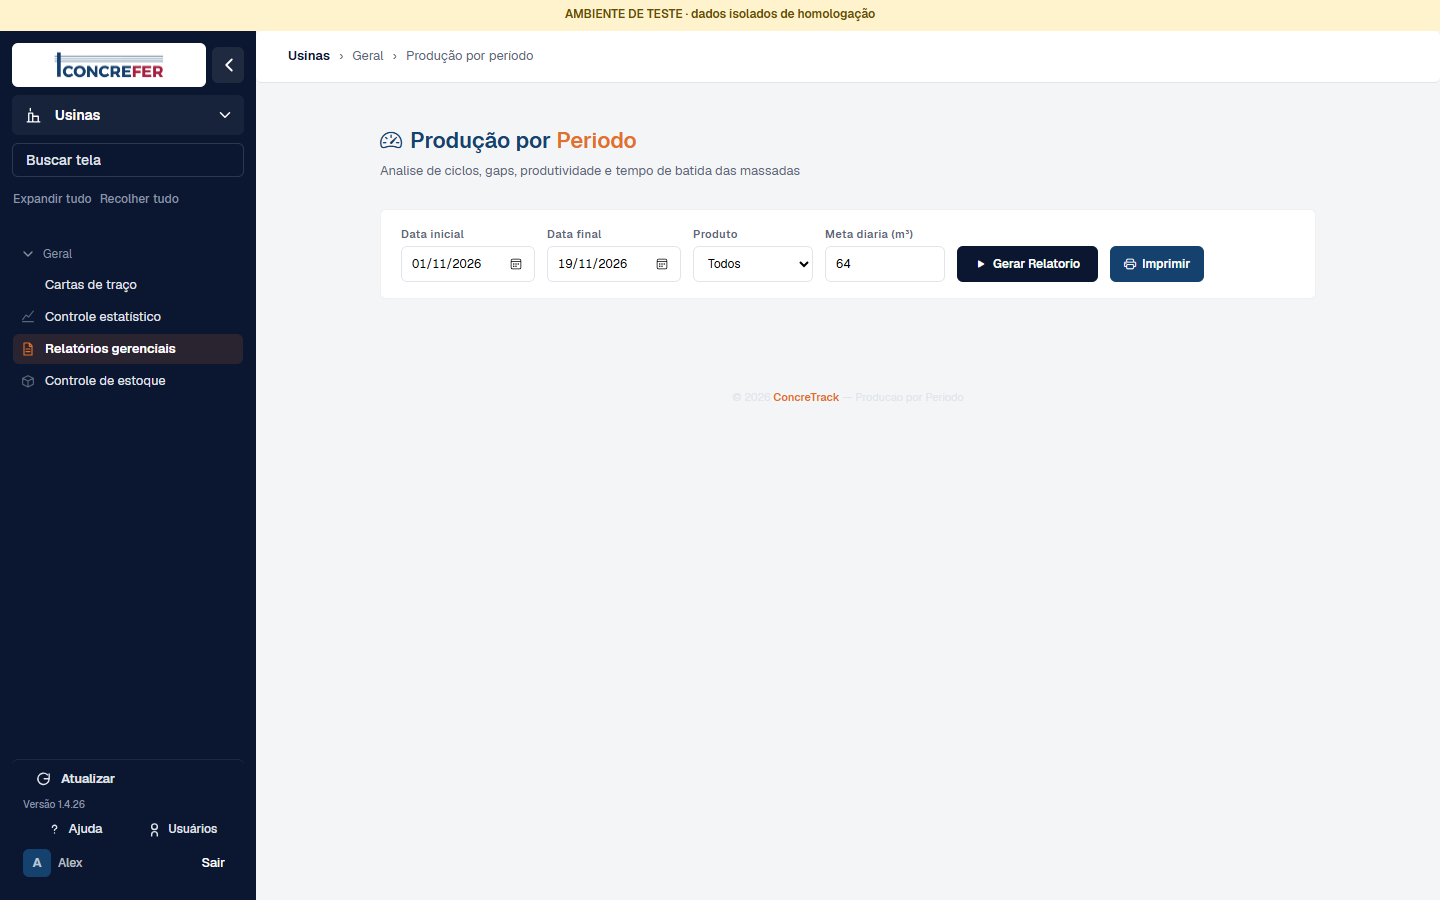 AMBIENTE DE TESTE · dados isolados de homologação
CONCREFER
Usinas
Buscar tela
Expandir tudo Recolher tudo
Geral
Cartas de traço
Controle estatístico
Relatórios gerenciais
Controle de estoque
Atualizar
Versão 1.4.26
? Ajuda Usuários
A Alex Sair
Usinas › Geral › Produção por período
Produção por Periodo
Analise de ciclos, gaps, produtividade e tempo de batida das massadas
Data inicial Data final Produto Meta diaria (m³)
01/11/2026 19/11/2026 Todos 64 Gerar Relatorio Imprimir
© 2026 ConcreTrack — Producao por Periodo